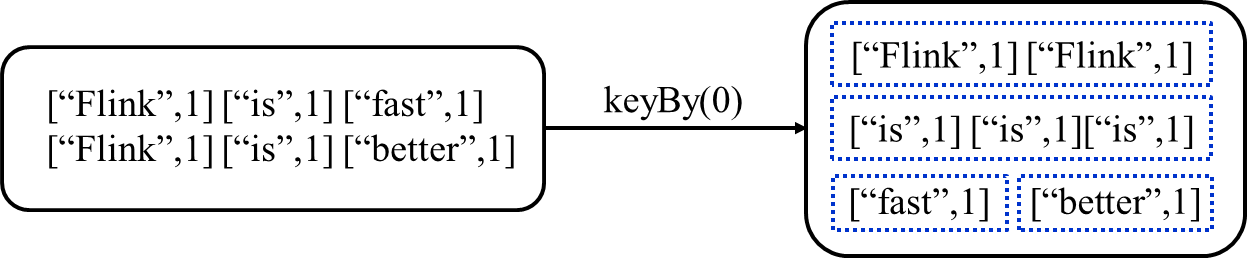 [“Flink”,1] [“is”,1] [“fast”,1]
[“Flink”,1] [“is”,1] [“better”,1]
keyBy(0)
[“Flink”,1] [“Flink”,1]
[“is”,1] [“is”,1][“is”,1]
[“fast”,1] [“better”,1]